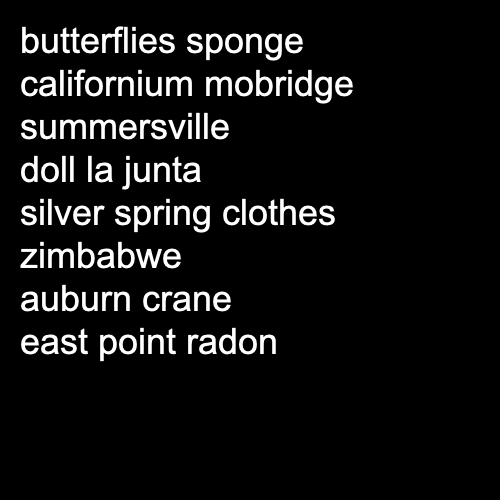 butterflies sponge
californium mobridge
summersville
doll la junta
silver spring clothes
zimbabwe
auburn crane
east point radon